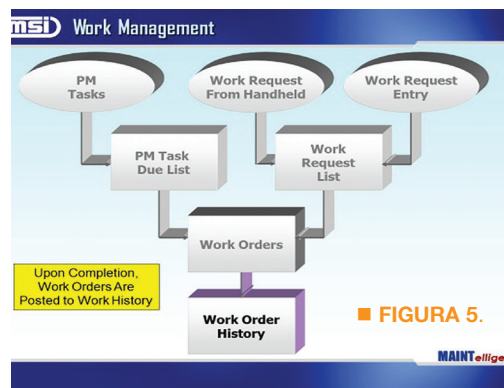 msi) Work Management
PM
Tasks
Work Request
From Handheld
Work Request
Entry
PM Task
Due List
Work
Request
List
Work Orders
Upon Completion,
Work Orders Are
Posted to Work History
Work Order
History
■ FIGURA 5.
MAINTellige